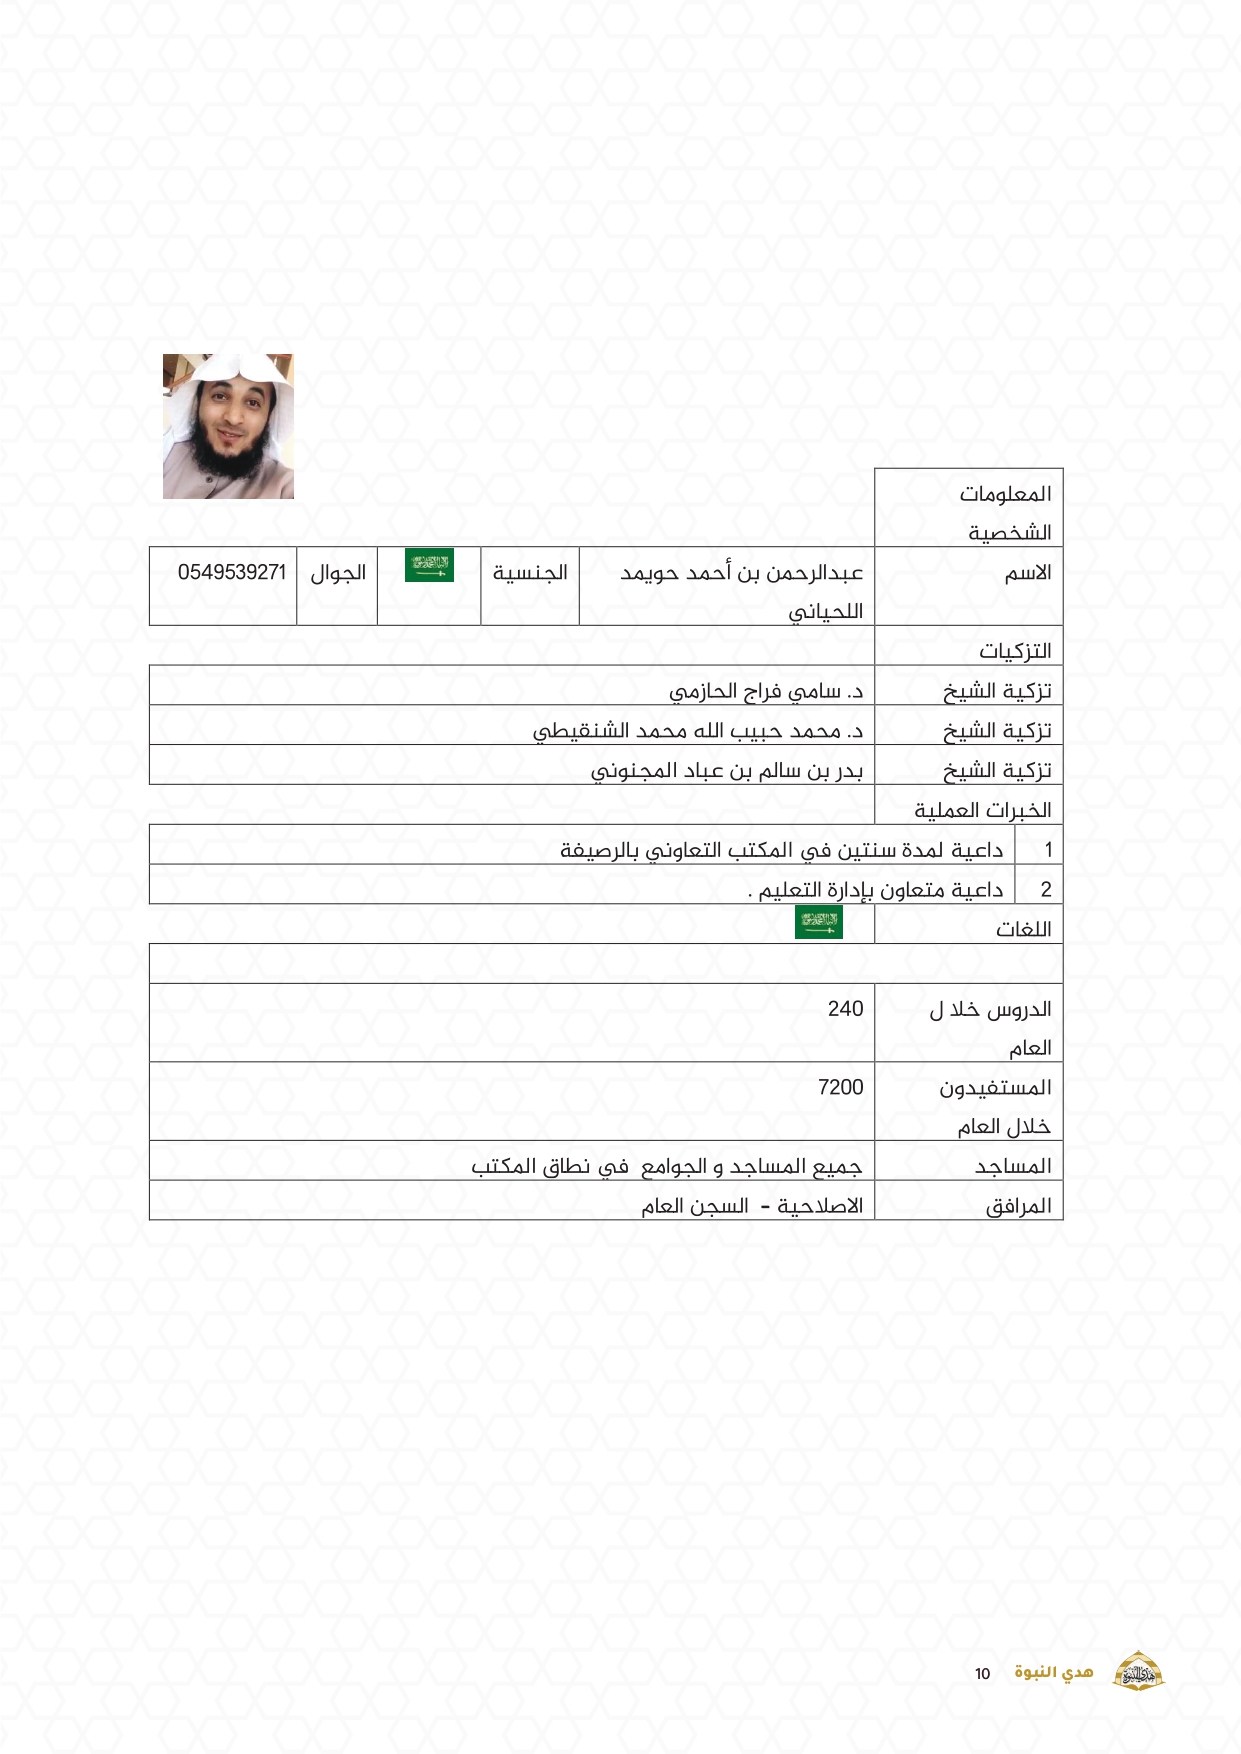 المعلومات
الشخصية
الاسم عبدالرحمن بن أحمد حويمد الجنسية الجوال 0549539271
اللحياني
التزكيات
تزكية الشيخ د. سامي فراج الحازمي
تزكية الشيخ د. محمد حبيب الله محمد الشنقيطي
تزكية الشيخ بدر بن سالم بن عباد المجنوني
الخبرات العملية
1 داعية لمدة سنتين في المكتب التعاوني بالرصيفة
2 داعية متعاون بإدارة التعليم .
اللغات
الدروس خلا ل 240
العام
المستفيدون 7200
خلال العام
المساجد جميع المساجد و الجوامع في نطاق المكتب
المرافق الاصلاحية - السجن العام
هدي النبوة 10